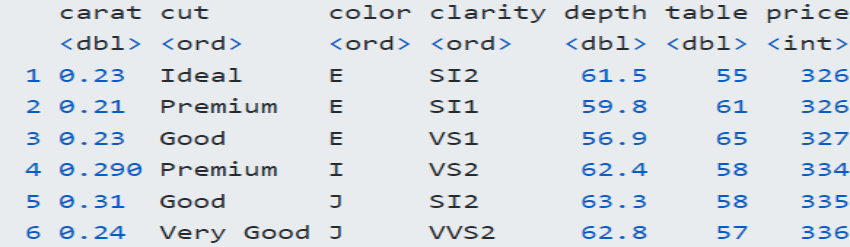 carat cut color clarity depth table price
<dbl> <ord> <ord> <ord> <dbl> <dbl> <int>
1 0.23 Ideal E SI2 61.5 55 326
2 0.21 Premium E SI1 59.8 61 326
3 0.23 Good E VS1 56.9 65 327
4 0.290 Premium I VS2 62.4 58 334
5 0.31 Good J SI2 63.3 58 335
6 0.24 Very Good J VVS2 62.8 57 336